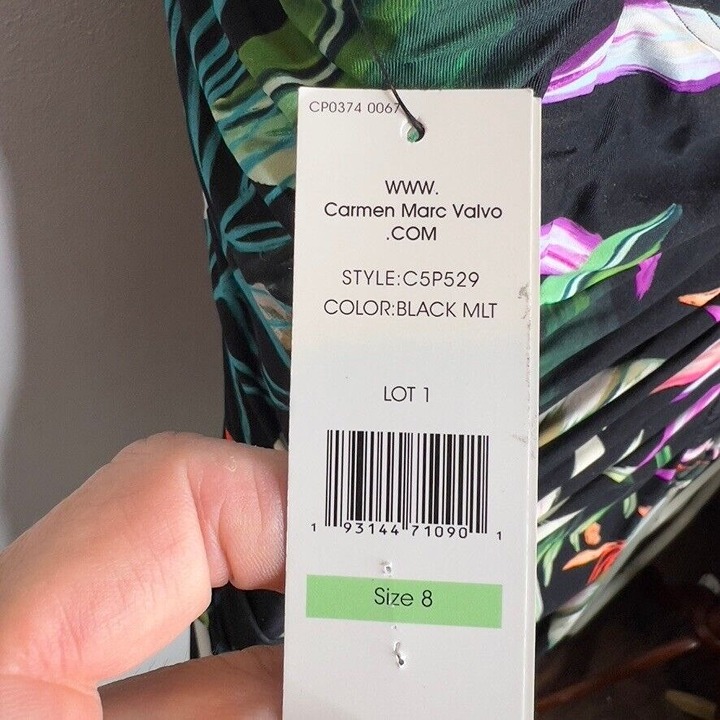 CP0374 0067
WWW.
Carmen Marc Valvo
.COM
STYLE:C5P529
COLOR:BLACK MLT
LOT 1
1 93144 71090 1
Size 8